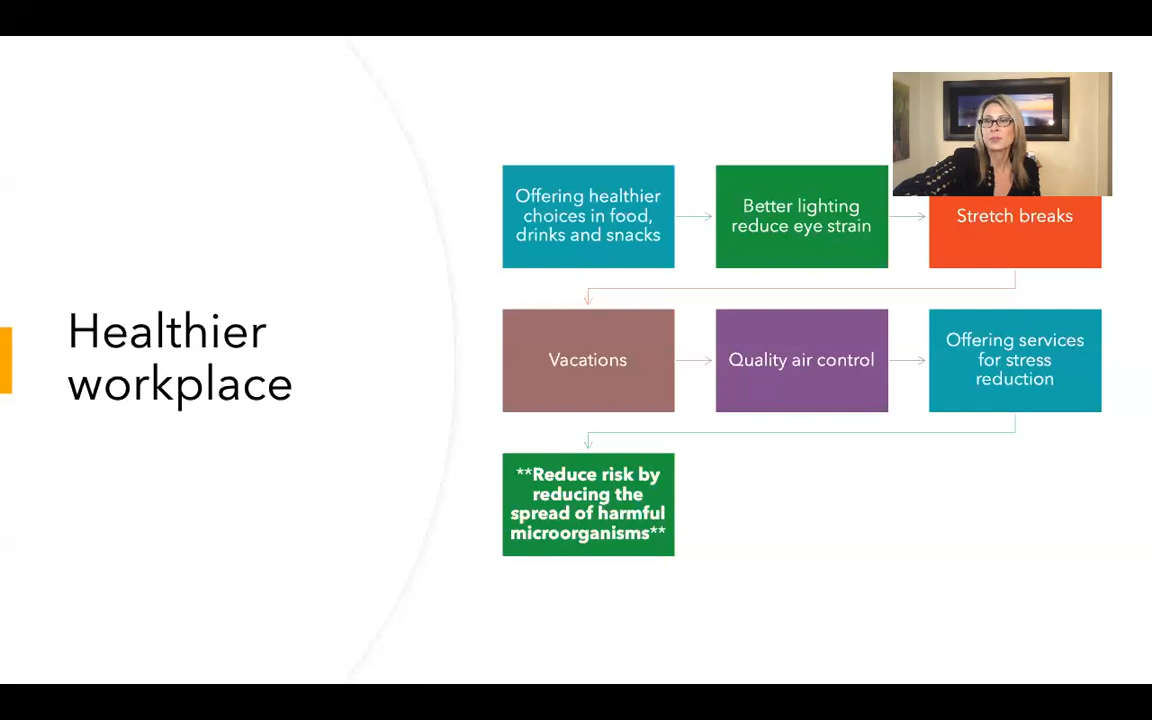 Healthier
workplace
Offering healthier
choices in food,
drinks and snacks
Better lighting
reduce eye strain
Stretch breaks
Vacations
Quality air control
Offering services
for stress
reduction
**Reduce risk by
reducing the
spread of harmful
microorganisms**